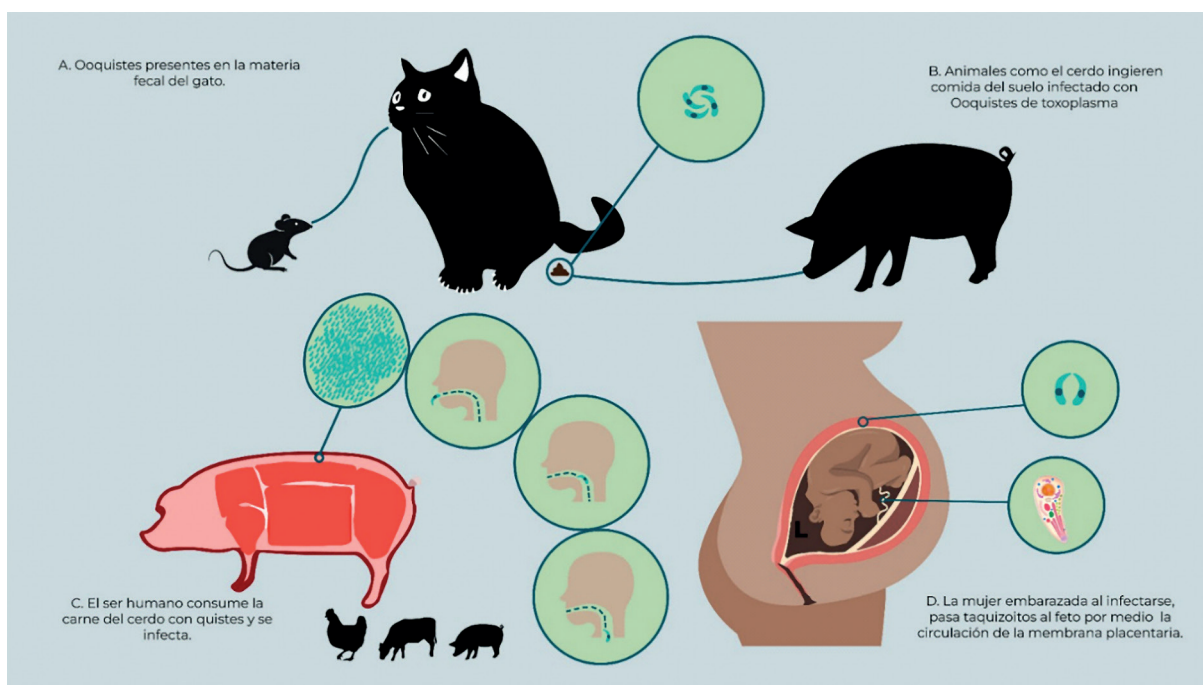 A. Ooquistes presentes en la materia
fecal del gato.
B. Animales como el cerdo ingieren
comida del suelo infectado con
Ooquistes de toxoplasma
L
C. El ser humano consume la
carne del cerdo con quistes y se
infecta.
D. La mujer embarazada al infectarse,
pasa taquizoítos al feto por medio la
circulación de la membrana placentaria.